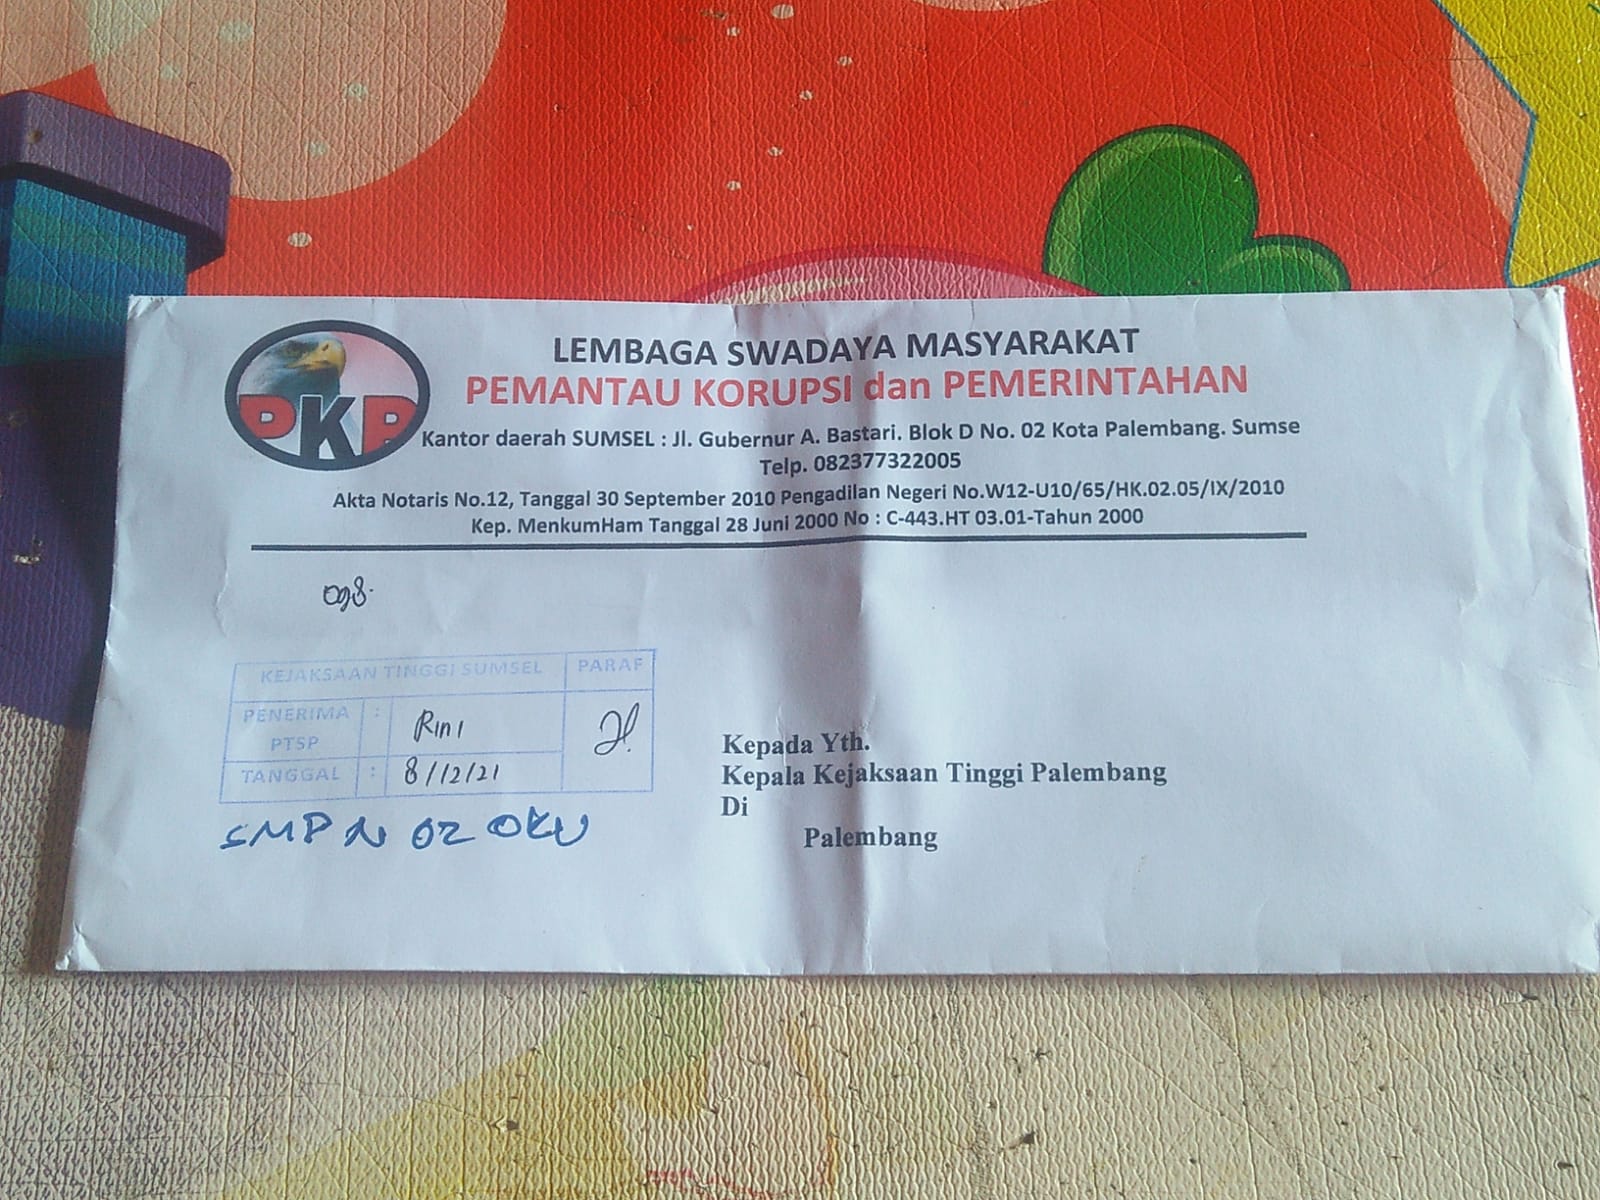 LEMBAGA SWADAYA MASYARAKAT
PEMANTAU KORUPSI dan PEMERINTAHAN
PKP
Kantor daerah SUMSEL : Jl. Gubernur A. Bastari. Blok D No. 02 Kota Palembang. Sumse
Telp. 082377322005
Akta Notaris No.12, Tanggal 30 September 2010 Pengadilan Negeri No.W12-U10/65/HK.02.05/IX/2010
Kep. MenkumHam Tanggal 28 Juni 2000 No : C-443.HT 03.01-Tahun 2000
098.
KEJAKSAAN TINGGI SUMSEL PARAF
PENERIMA PTSP : Rini
TANGGAL : 8/12/21
SMP N 02 OKU
Kepada Yth.
Kepala Kejaksaan Tinggi Palembang
Di
Palembang